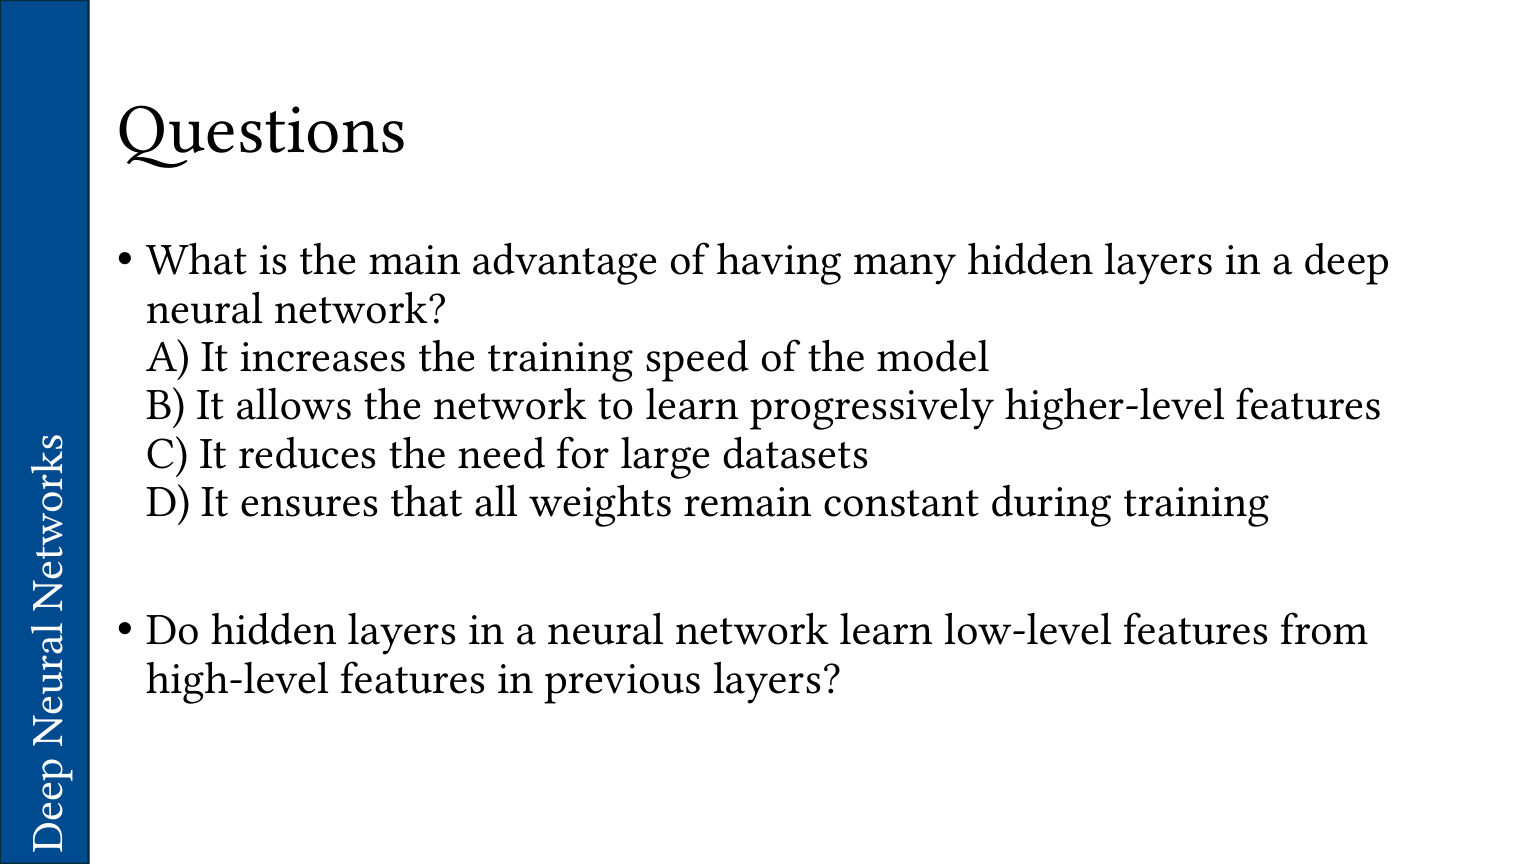 Deep Neural Networks
Questions
• What is the main advantage of having many hidden layers in a deep
neural network?
A) It increases the training speed of the model
B) It allows the network to learn progressively higher-level features
C) It reduces the need for large datasets
D) It ensures that all weights remain constant during training
• Do hidden layers in a neural network learn low-level features from
high-level features in previous layers?